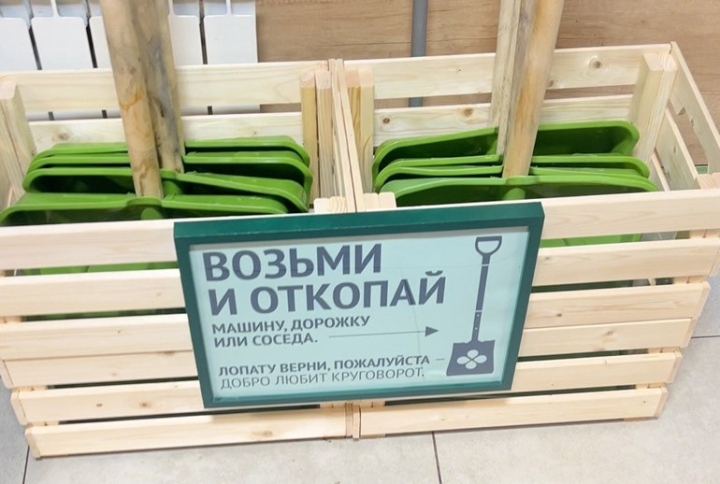 ВОЗЬМИ
И ОТКОПАЙ
МАШИНУ, ДОРОЖКУ
ИЛИ СОСЕДА.
ЛОПАТУ ВЕРНИ, ПОЖАЛУЙСТА –
ДОБРО ЛЮБИТ КРУГОВОРОТ.